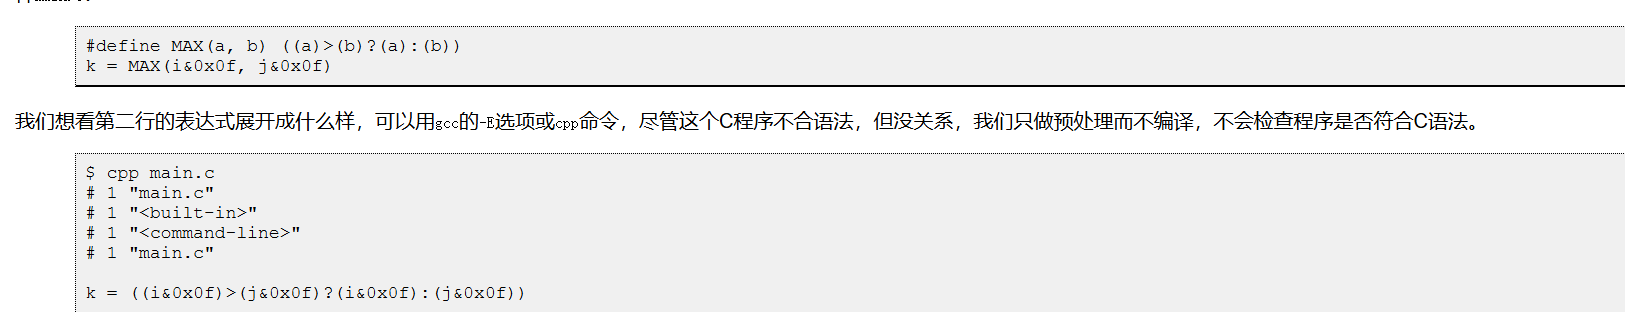 #define MAX(a, b) ((a)>(b)?(a):(b))
k = MAX(i&0x0f, j&0x0f)
我们想看第二行的表达式展开成什么样，可以用gcc的-E选项或cpp命令，尽管这个C程序不合语法，但没关系，我们只做预处理而不编译，不会检查程序是否符合C语法。
$ cpp main.c
# 1 "main.c"
# 1 "<built-in>"
# 1 "<command-line>"
# 1 "main.c"
k = ((i&0x0f)>(j&0x0f)?(i&0x0f):(j&0x0f))